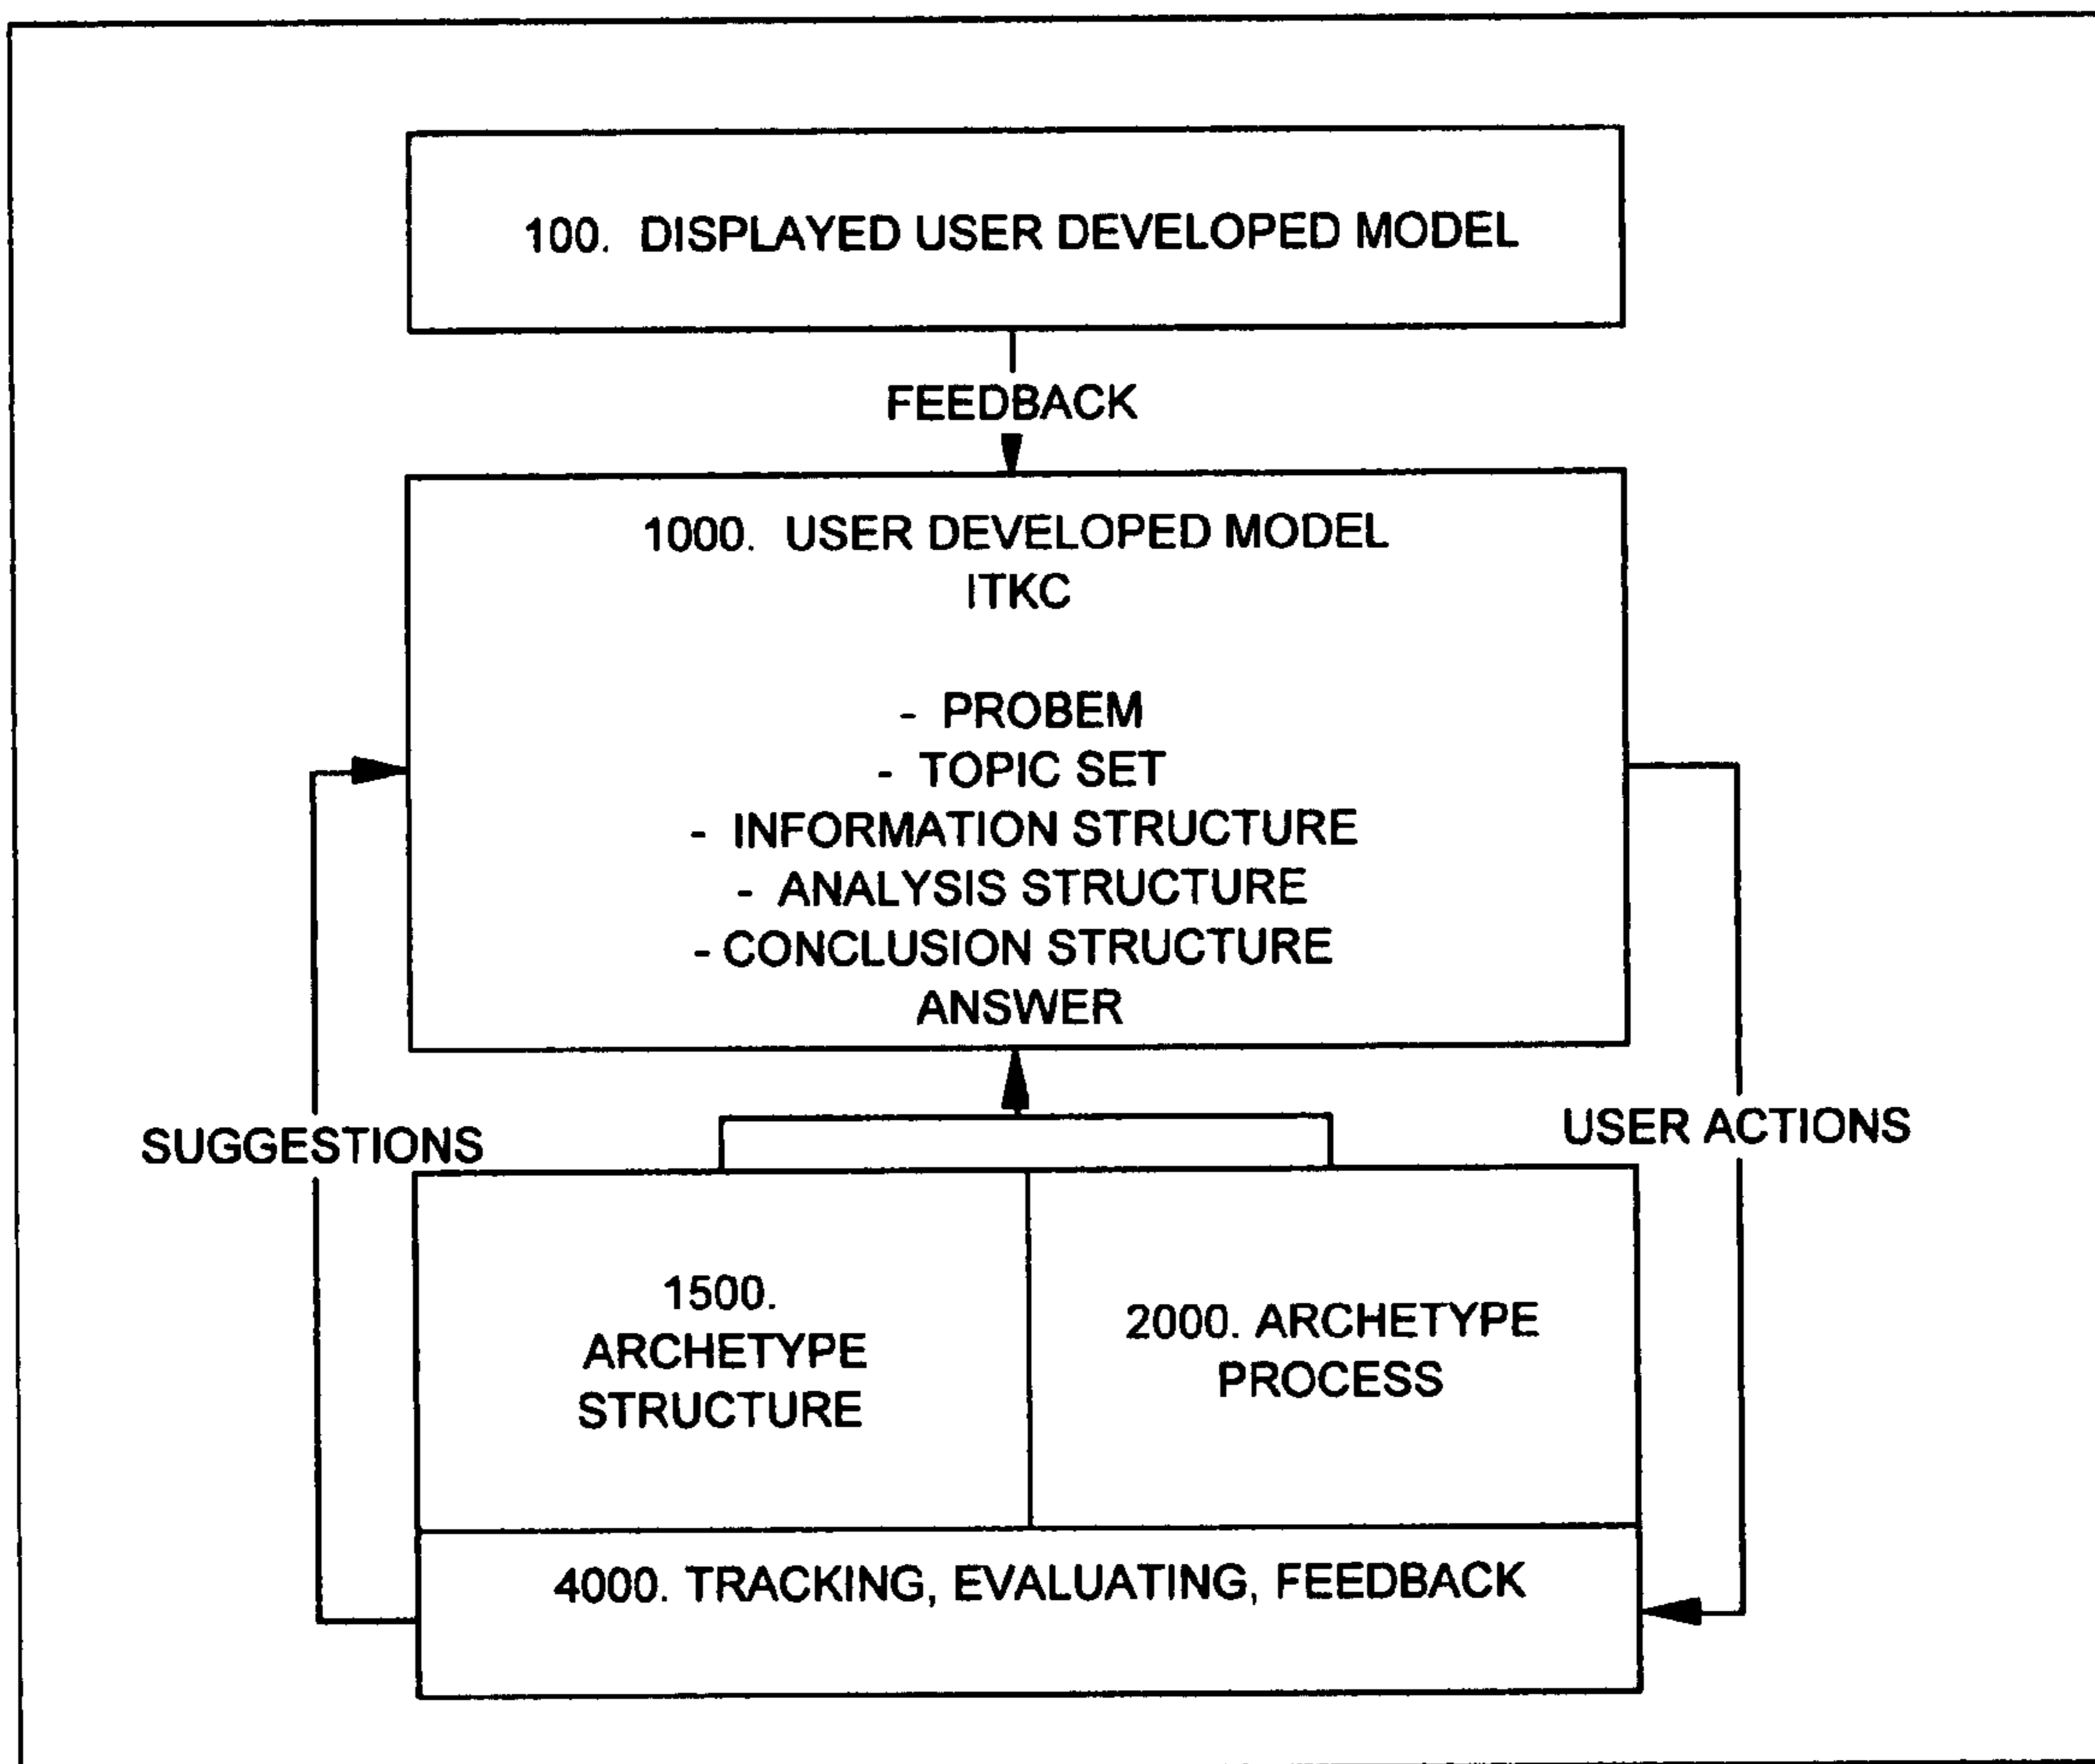 100. DISPLAYED USER DEVELOPED MODEL
FEEDBACK
1000. USER DEVELOPED MODEL
ITKC
- PROBEM
- TOPIC SET
- INFORMATION STRUCTURE
- ANALYSIS STRUCTURE
- CONCLUSION STRUCTURE
ANSWER
SUGGESTIONS
USER ACTIONS
1500.
ARCHETYPE
STRUCTURE
2000. ARCHETYPE
PROCESS
4000. TRACKING, EVALUATING, FEEDBACK